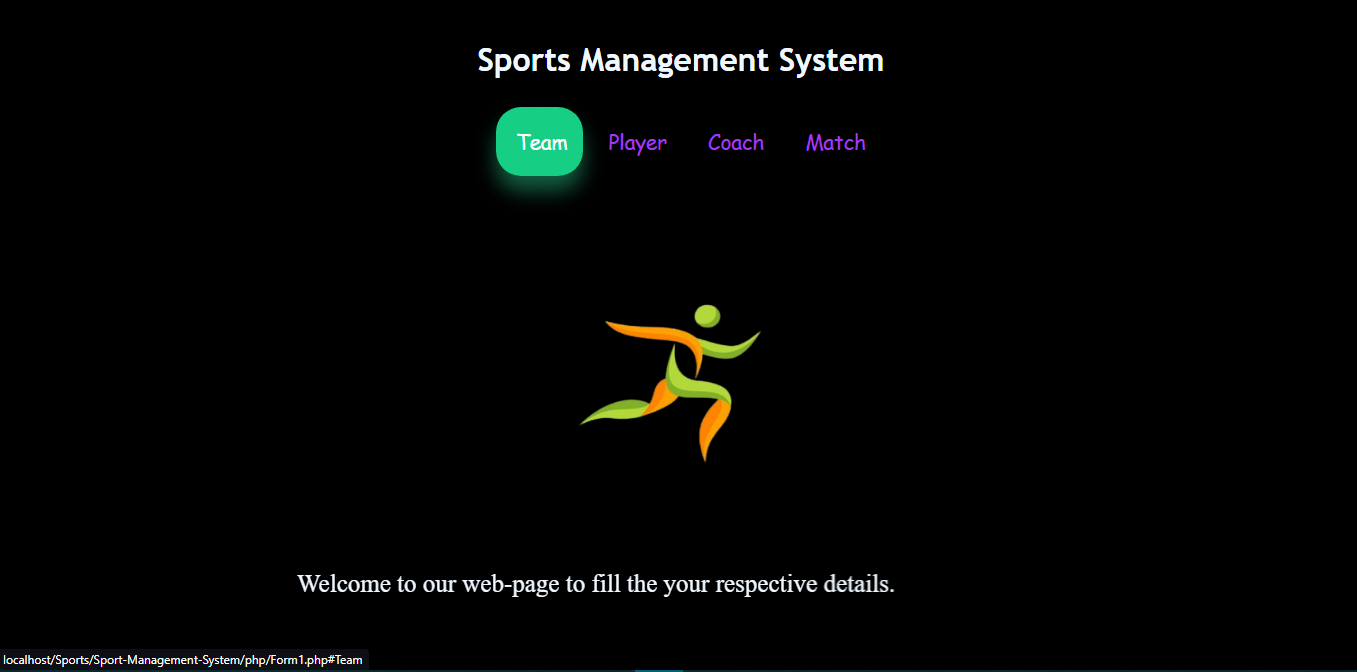 Sports Management System
Team Player Coach Match
Welcome to our web-page to fill the your respective details.
localhost/Sports/Sport-Management-System/php/Form1.php#Team